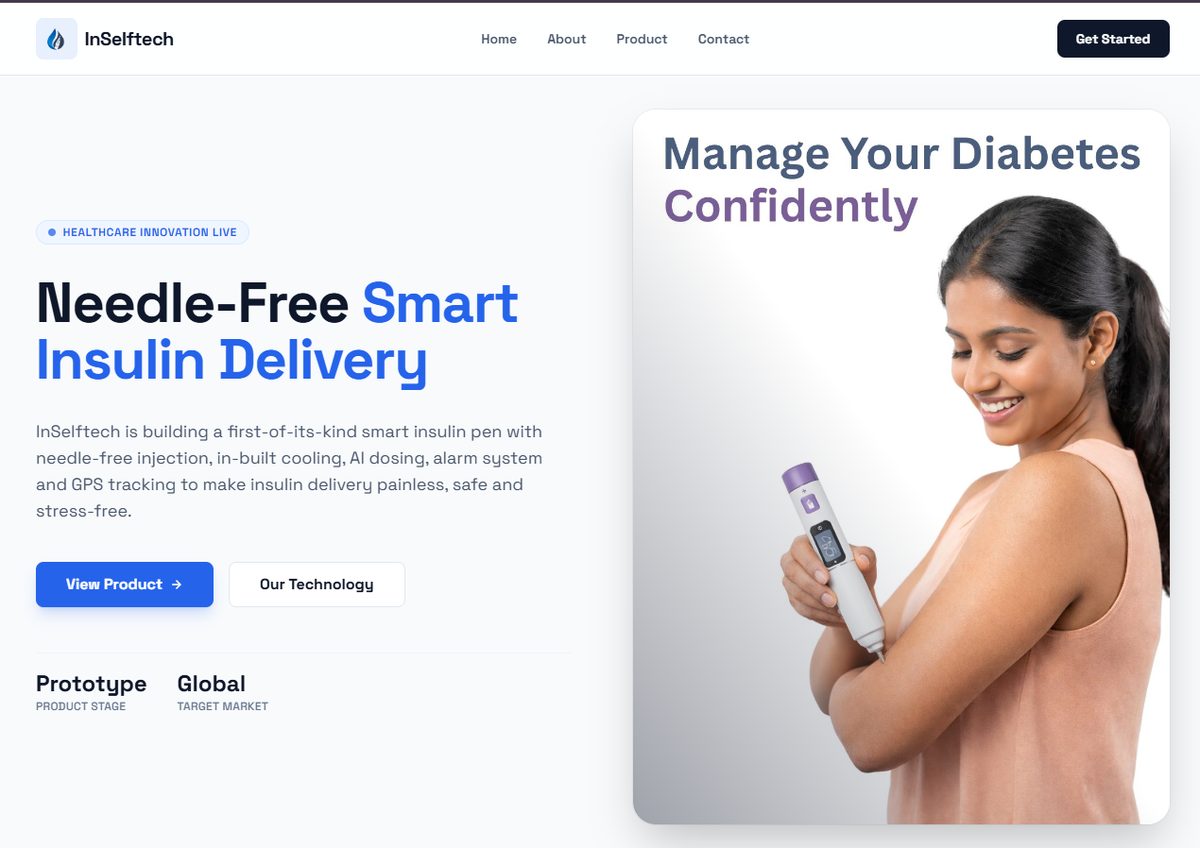 InSelftech
Home
About
Product
Contact
Get Started
HEALTHCARE INNOVATION LIVE
Needle-Free Smart
Insulin Delivery
InSelftech is building a first-of-its-kind smart insulin pen with
needle-free injection, in-built cooling, AI dosing, alarm system
and GPS tracking to make insulin delivery painless, safe and
stress-free.
View Product →
Our Technology
Prototype
PRODUCT STAGE
Global
TARGET MARKET
Manage Your Diabetes
Confidently